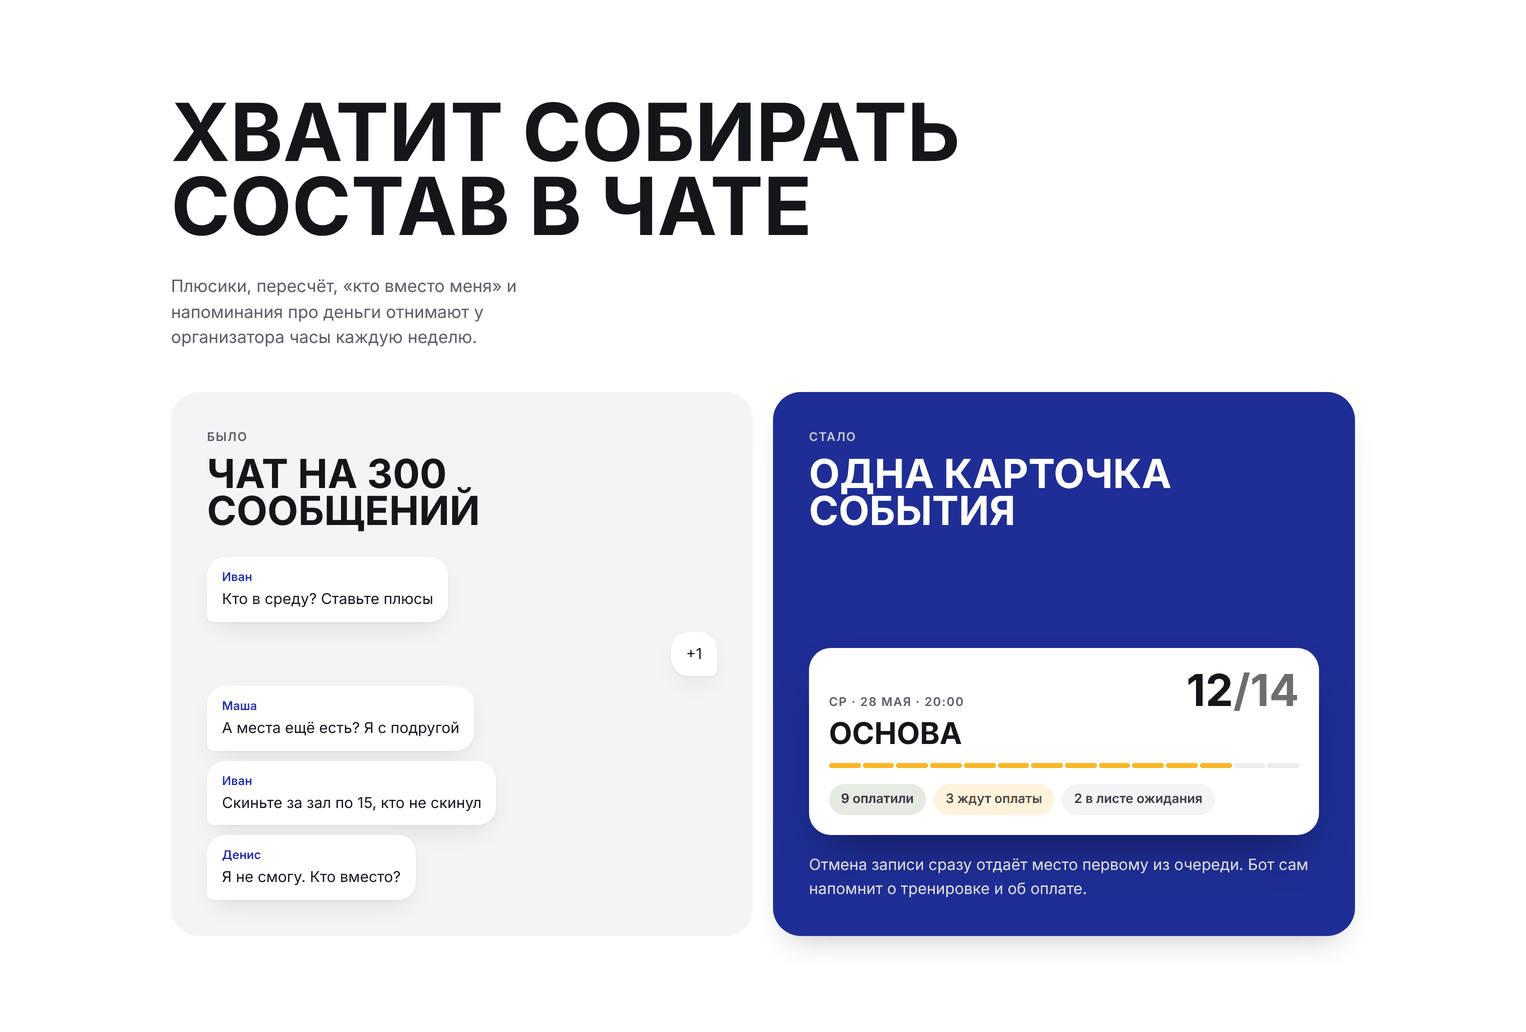 ХВАТИТ СОБИРАТЬ
СОСТАВ В ЧАТЕ
Плюсики, пересчёт, «кто вместо меня» и
напоминания про деньги отнимают у
организатора часы каждую неделю.
БЫЛО
ЧАТ НА 300
СООБЩЕНИЙ
Иван
Кто в среду? Ставьте плюсы
+1
Маша
А места ещё есть? Я с подругой
Иван
Скиньте за зал по 15, кто не скинул
Денис
Я не смогу. Кто вместо?
СТАЛО
ОДНА КАРТОЧКА
СОБЫТИЯ
СР · 28 МАЯ · 20:00
12/14
ОСНОВА
9 оплатили
3 ждут оплаты
2 в листе ожидания
Отмена записи сразу отдаёт место первому из очереди. Бот сам
напомнит о тренировке и об оплате.